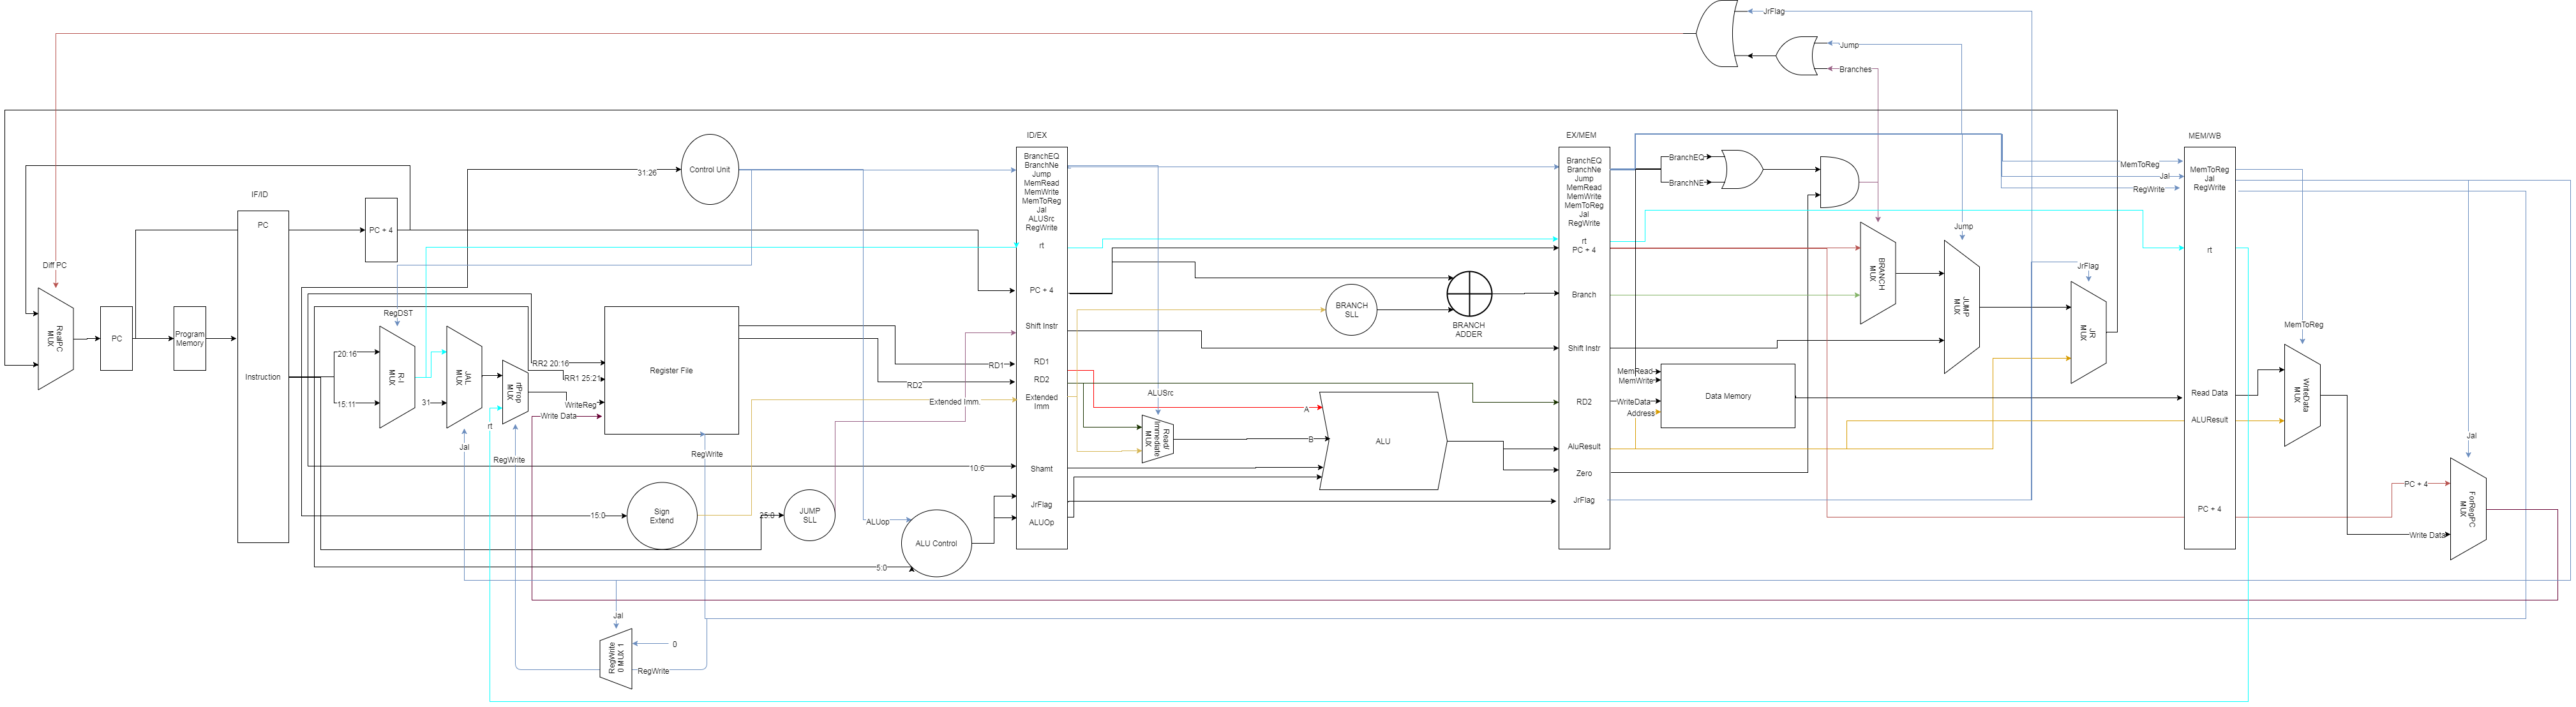 JrFlag
Jump
Branches
Diff PC
RealPC
MUX
PC
Program
Memory
IF/ID
PC
Instruction
PC + 4
31:26
Control Unit
RegDST
20:16
15:11
R-I
MUX
JAL
MUX
31
Jal
rtProp
MUX
rt
RegWrite
RR2 20:16
RR1 25:21
WriteReg
Write Data
Register File
RegWrite
RD1
RD2
Extended Imm.
10:6
15:0
Sign
Extend
25:0
JUMP
SLL
ALUop
ALU Control
5:0
Jal
RegWrite
0 MUX 1
0
RegWrite
ID/EX
BranchEQ
BranchNe
Jump
MemRead
MemWrite
MemToReg
Jal
ALUSrc
RegWrite
rt
PC + 4
Shift Instr
RD1
RD2
Extended
Imm
Shamt
JrFlag
ALUOp
ALUSrc
Read/
Immediate
MUX
A
B
ALU
BRANCH
SLL
BRANCH
ADDER
EX/MEM
BranchEQ
BranchNe
Jump
MemRead
MemWrite
MemToReg
Jal
RegWrite
rt
PC + 4
Branch
Shift Instr
RD2
AluResult
Zero
JrFlag
BranchEQ
BranchNE
MemRead
MemWrite
WriteData
Address
Data Memory
BRANCH
MUX
Jump
JUMP
MUX
JrFlag
JR
MUX
MemToReg
Jal
RegWrite
MEM/WB
MemToReg
Jal
RegWrite
rt
Read Data
ALUResult
PC + 4
MemToReg
WriteData
MUX
Jal
PC + 4
Write Data
ForRegPC
MUX